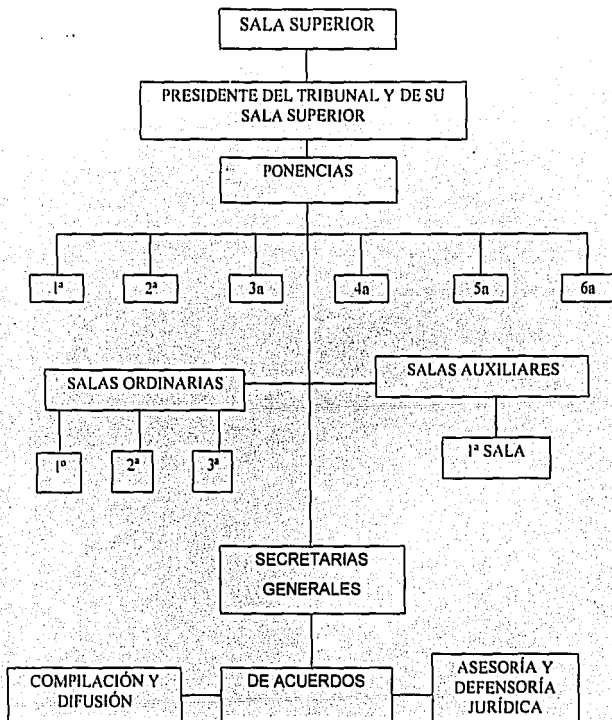 SALA SUPERIOR
PRESIDENTE DEL TRIBUNAL Y DE SU
SALA SUPERIOR
PONENCIAS
1ª 2ª 3a 4a 5a 6a
SALAS ORDINARIAS
SALAS AUXILIARES
1º 2ª 3ª
1ª SALA
SECRETARIAS
GENERALES
COMPILACIÓN Y
DIFUSIÓN
DE ACUERDOS
ASESORÍA Y
DEFENSORÍA
JURÍDICA